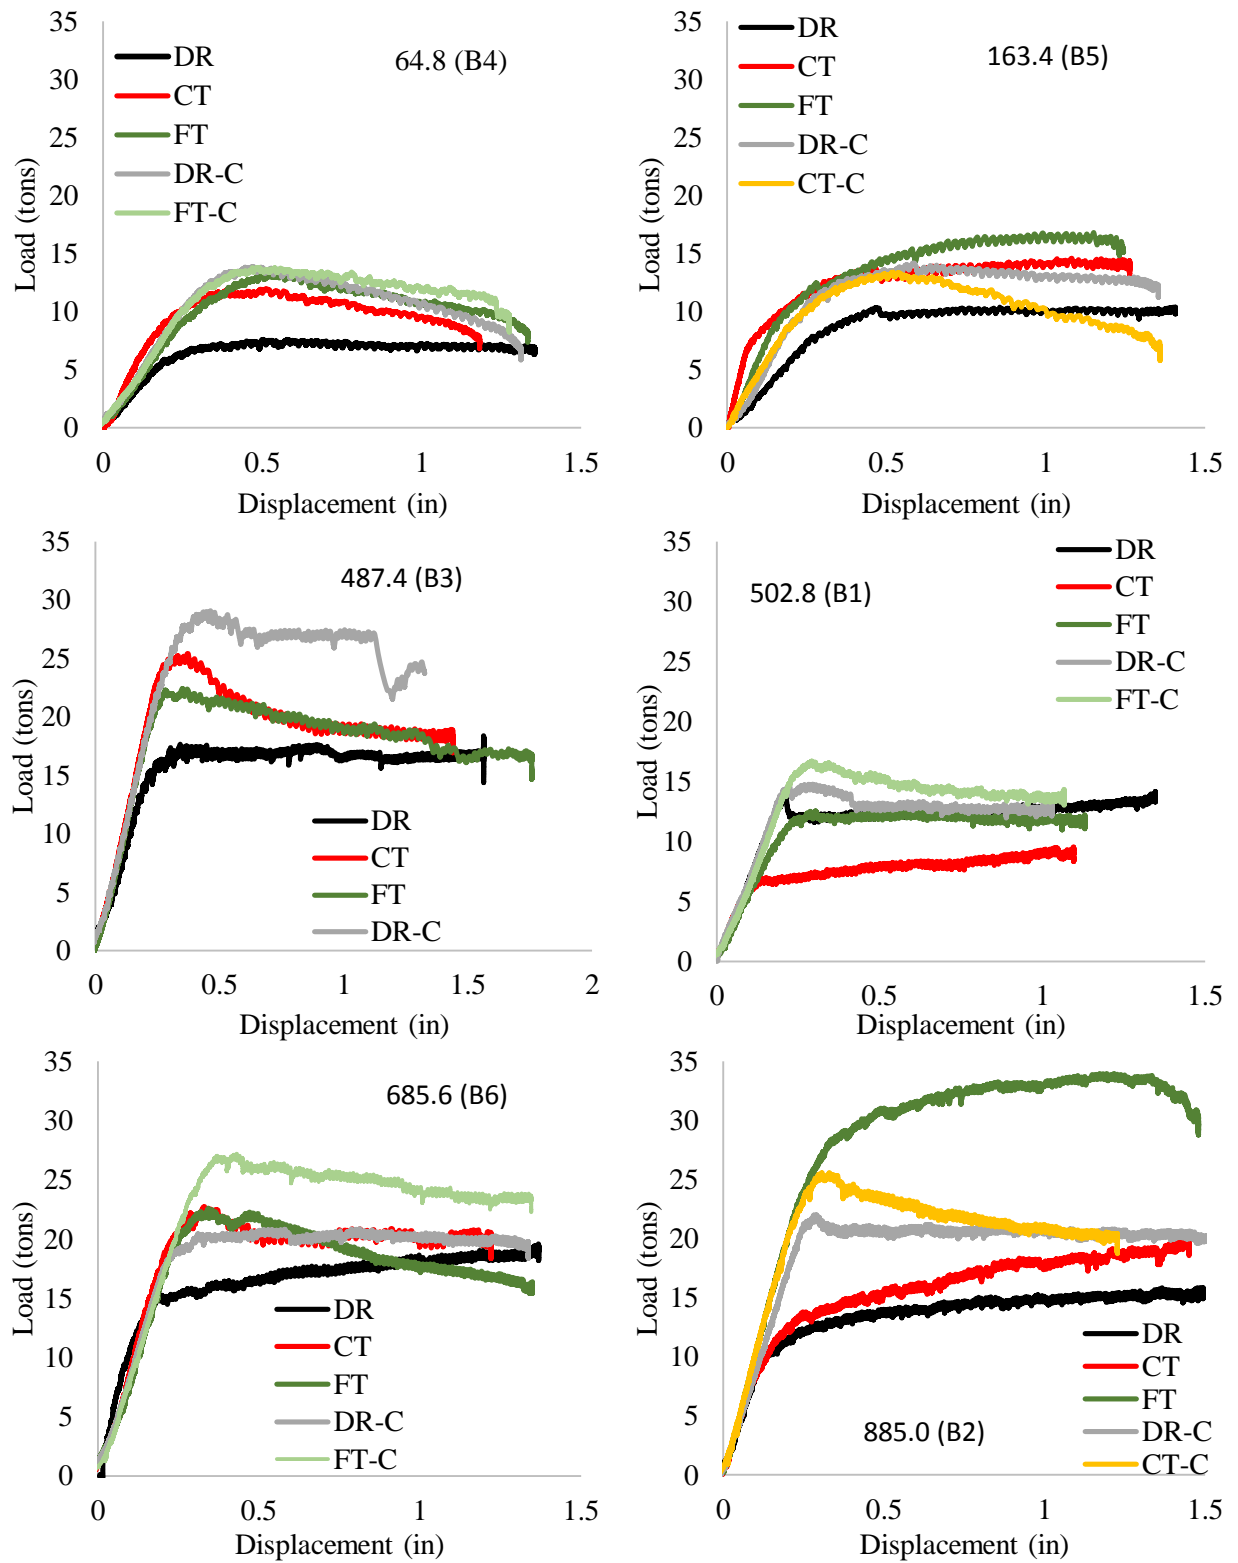 35
30
25
20
15
10
5
0
Load (tons)
64.8 (B4)
DR
CT
FT
DR-C
FT-C
0
0.5
1
1.5
Displacement (in)
35
30
25
20
15
10
5
0
Load (tons)
163.4 (B5)
DR
CT
FT
DR-C
CT-C
0
0.5
1
1.5
Displacement (in)
35
30
25
20
15
10
5
0
Load (tons)
487.4 (B3)
DR
CT
FT
DR-C
0
0.5
1
1.5
2
Displacement (in)
35
30
25
20
15
10
5
0
Load (tons)
502.8 (B1)
DR
CT
FT
DR-C
FT-C
0
0.5
1
1.5
Displacement (in)
35
30
25
20
15
10
5
0
Load (tons)
685.6 (B6)
DR
CT
FT
DR-C
FT-C
0
0.5
1
1.5
Displacement (in)
35
30
25
20
15
10
5
0
Load (tons)
885.0 (B2)
DR
CT
FT
DR-C
CT-C
0
0.5
1
1.5
Displacement (in)